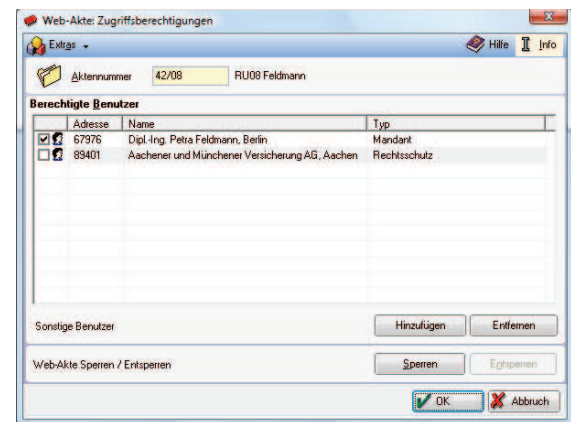 Web-Akte: Zugriffsberechtigungen
Extras Hilfe Info
Aktennummer 42/08 RU08 Feldmann
Berechtigte Benutzer
Adresse Name Typ
67976 Dipl.-Ing. Petra Feldmann, Berlin Mandant
89401 Aachener und Münchener Versicherung AG, Aachen Rechtsschutz
Sonstige Benutzer Hinzufügen Entfernen
Web-Akte Sperren / Entsperren Sperren Entsperren
OK Abbruch